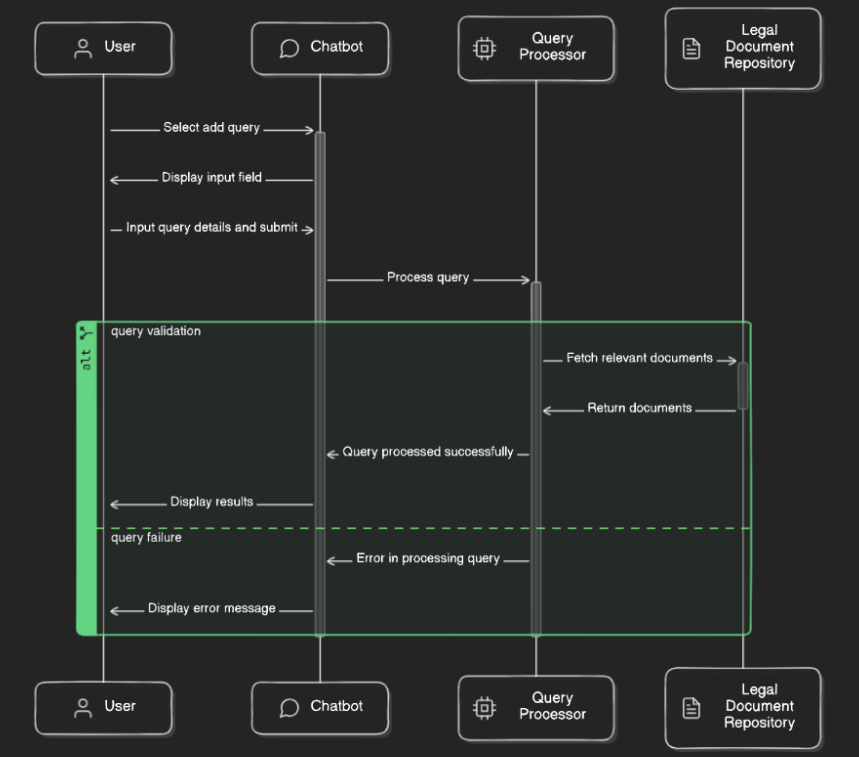 User
Chatbot
Query
Processor
Legal
Document
Repository
Select add query
Display input field
Input query details and submit
Process query
alt
query validation
Fetch relevant documents
Return documents
Query processed successfully
Display results
query failure
Error in processing query
Display error message
User
Chatbot
Query
Processor
Legal
Document
Repository